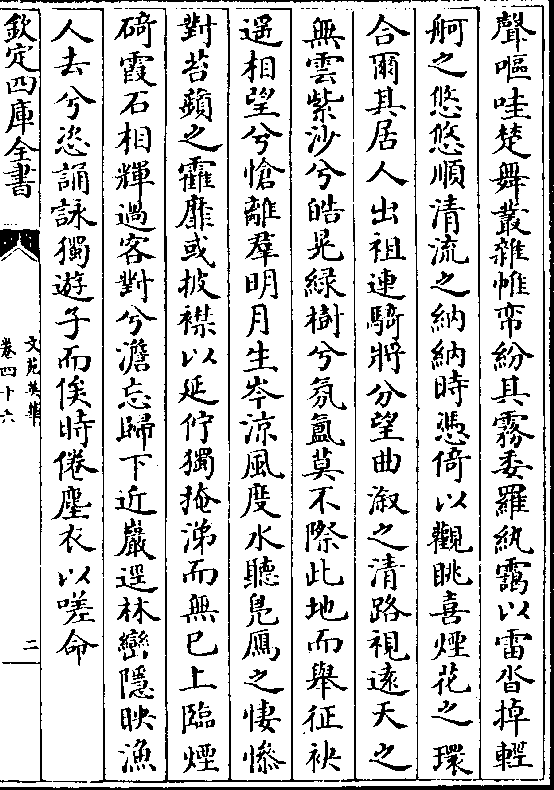 聲嘔哇楚舞叢雜帷帟紛其霧委羅紈靄以雷沓掉輕
舸之悠悠順清流之納納時憑倚以觀眺喜煙花之環
合爾其居人出祖連騎將分望曲溆之清路視遠天之
無雲紫沙兮皓晃綠樹兮氛氳莫不際此地而舉征袂
遥相望兮愴離羣明月生岑涼風度水聽鳧鴈之悽慘
對苔蘋之靃靡或披襟以延佇獨掩涕而無已上臨煙
碕霞石相輝過客對兮澹忘歸下近巖逕林巒隱映漁
人去兮恣誦詠獨遊子而俟時倦塵衣以嗟命
欽定四庫全書
文苑英華
卷四十六
二